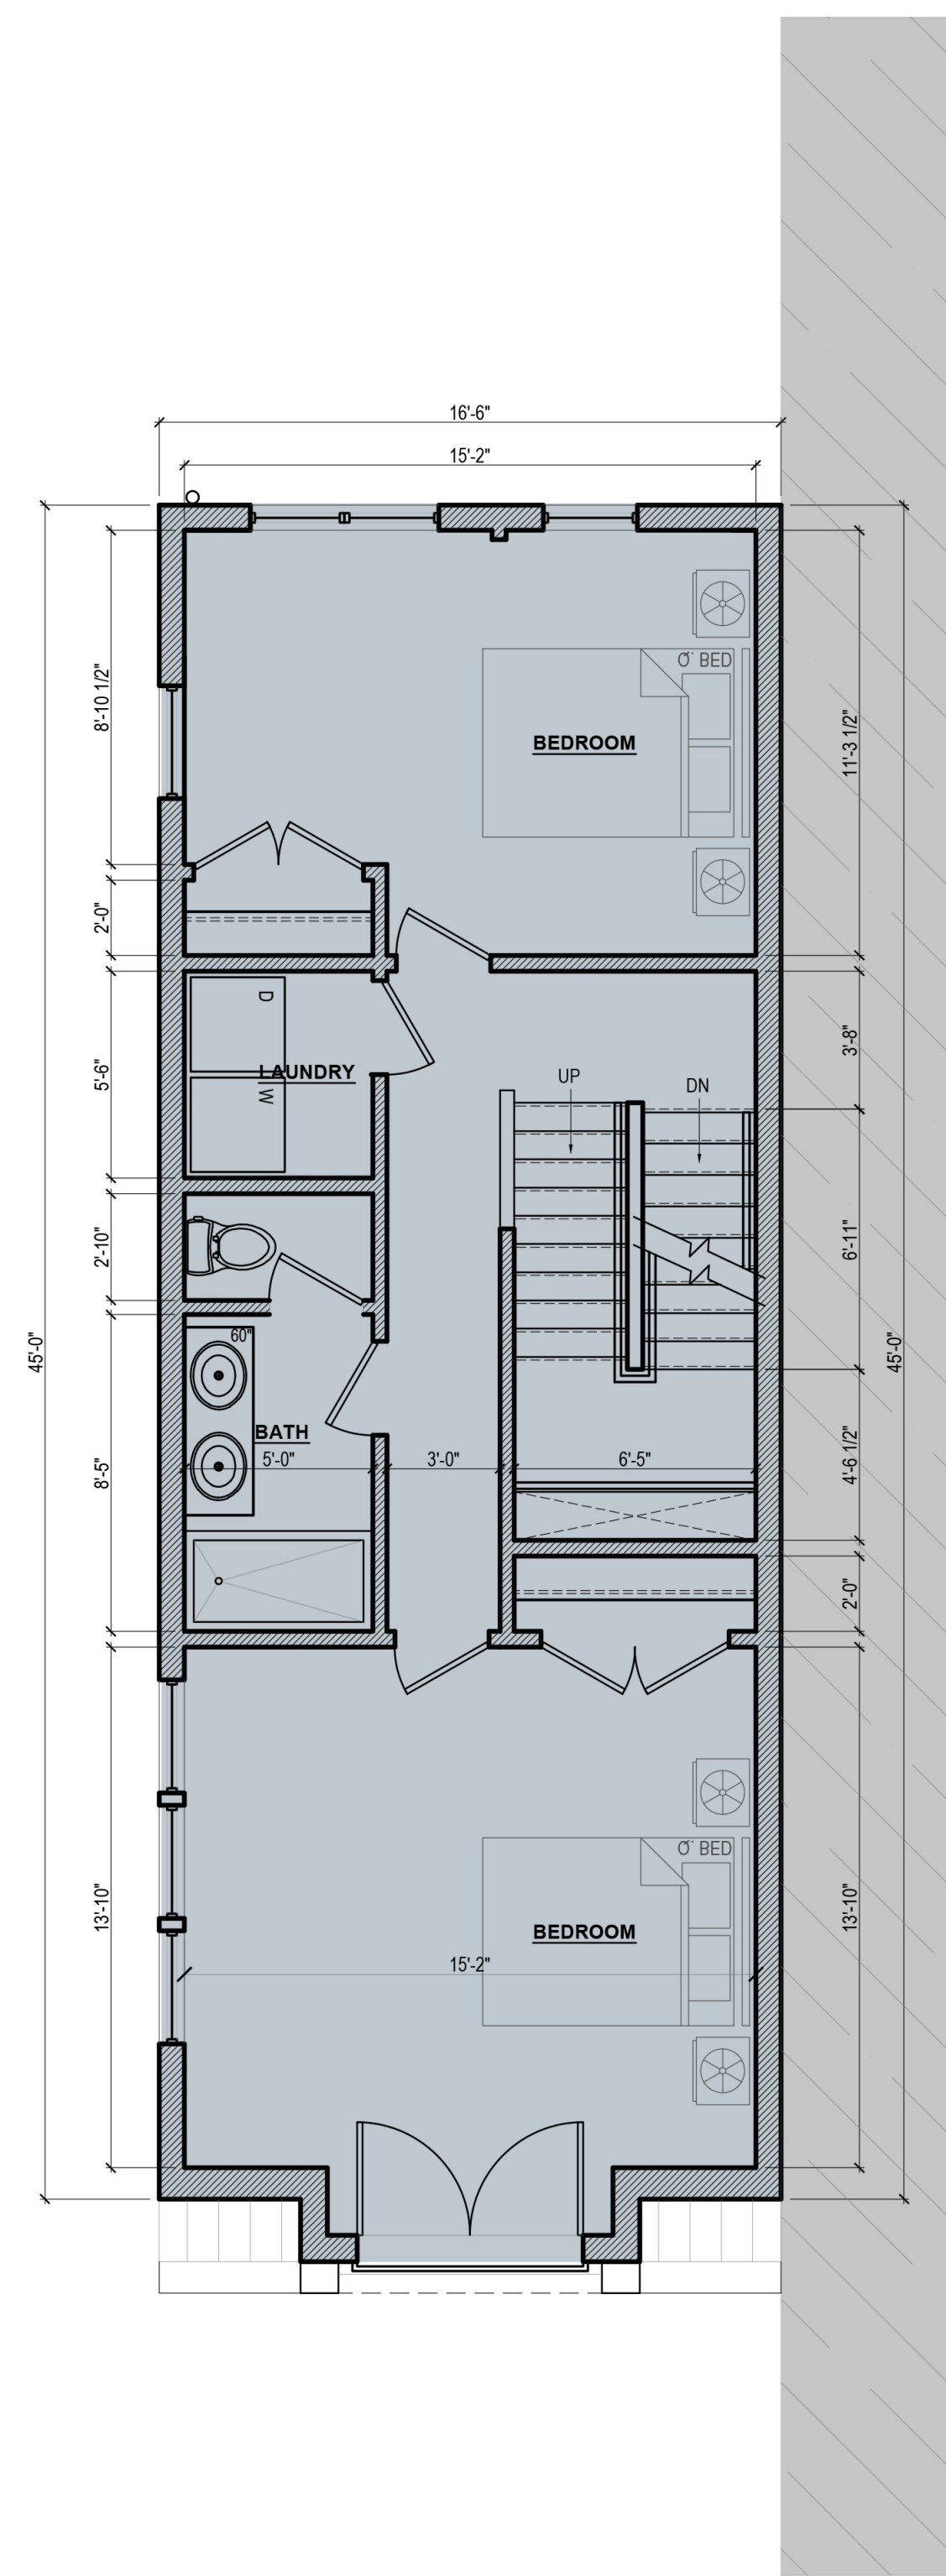 16'-6"
15'-2"
Q. BED
8'-10 1/2"
BEDROOM
11'-3 1/2"
2'-0"
D
3'-8"
LAUNDRY
5'-6"
W
UP
DN
2'-10"
6'-11"
60"
45'-0"
45'-0"
BATH
5'-0"
3'-0"
6'-5"
4'-6 1/2"
8'-5"
2'-0"
Q. BED
13'-10"
BEDROOM
13'-10"
15'-2"